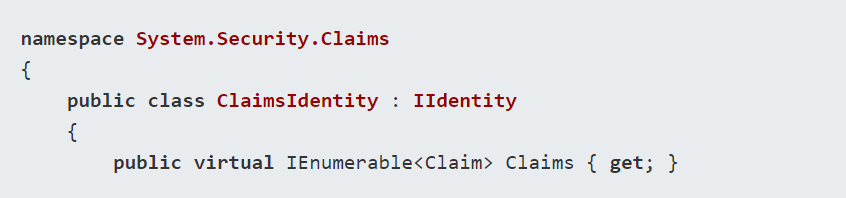 namespace System.Security.Claims
{
    public class ClaimsIdentity : IIdentity
    {
        public virtual IEnumerable<Claim> Claims { get; }